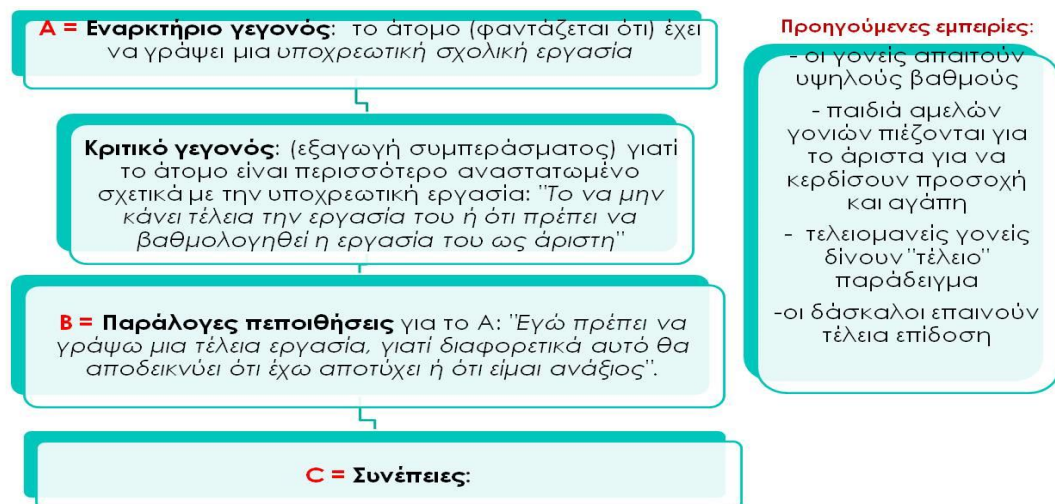 A = Εναρκτήριο γεγονός: το άτομο (φαντάζεται ότι) έχει
να γράψει μια υποχρεωτική σχολική εργασία
Κριτικό γεγονός: (εξαγωγή συμπεράσματος) γιατί
το άτομο είναι περισσότερο αναστατωμένο
σχετικά με την υποχρεωτική εργασία: "Το να μην
κάνει τέλεια την εργασία του ή ότι πρέπει να
βαθμολογηθεί η εργασία του ως άριστη"
B = Παράλογες πεποιθήσεις για το Α: "Εγώ πρέπει να
γράψω μια τέλεια εργασία, γιατί διαφορετικά αυτό θα
αποδεικνύει ότι έχω αποτύχει ή ότι είμαι ανάξιος".
C = Συνέπειες:
Προηγούμενες εμπειρίες:
- οι γονείς απαιτούν
υψηλούς βαθμούς
- παιδιά αμελών
γονιών πιέζονται για
το άριστα για να
κερδίσουν προσοχή
και αγάπη
- τελειομανείς γονείς
δίνουν "τέλειο"
παράδειγμα
-οι δάσκαλοι επαινούν
τέλεια επίδοση